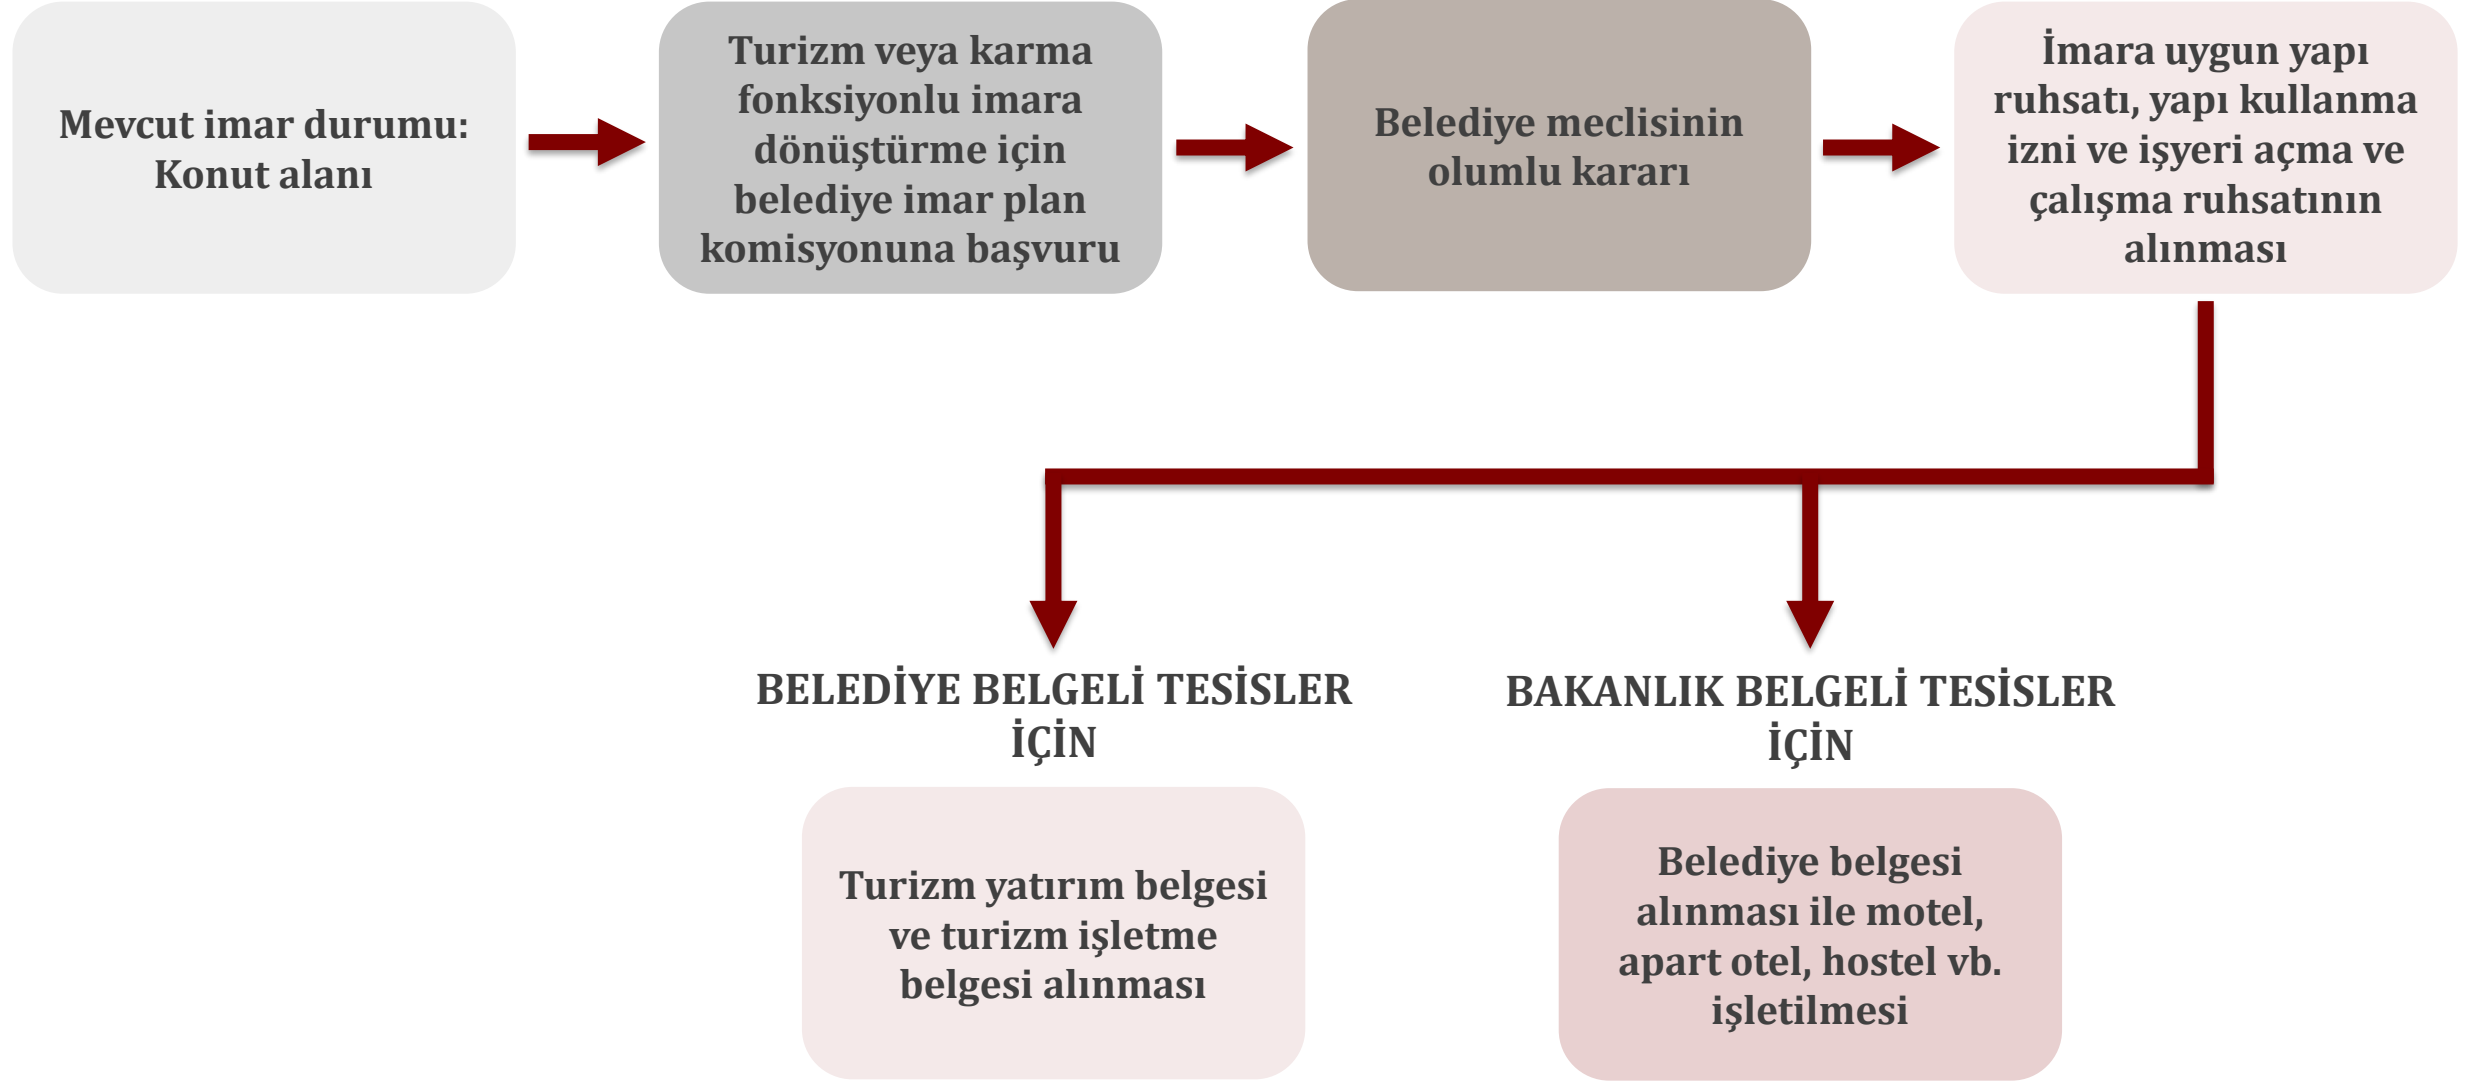 Mevcut imar durumu:
Konut alanı
Turizm veya karma
fonksiyonlu imara
dönüştürme için
belediye imar plan
komisyonuna başvuru
Belediye meclisinin
olumlu kararı
İmara uygun yapı
ruhsatı, yapı kullanma
izni ve işyeri açma ve
çalışma ruhsatının
alınması
BELEDİYE BELGELİ TESİSLER
İÇİN
Turizm yatırım belgesi
ve turizm işletme
belgesi alınması
BAKANLIK BELGELİ TESİSLER
İÇİN
Belediye belgesi
alınması ile motel,
apart otel, hostel vb.
işletilmesi